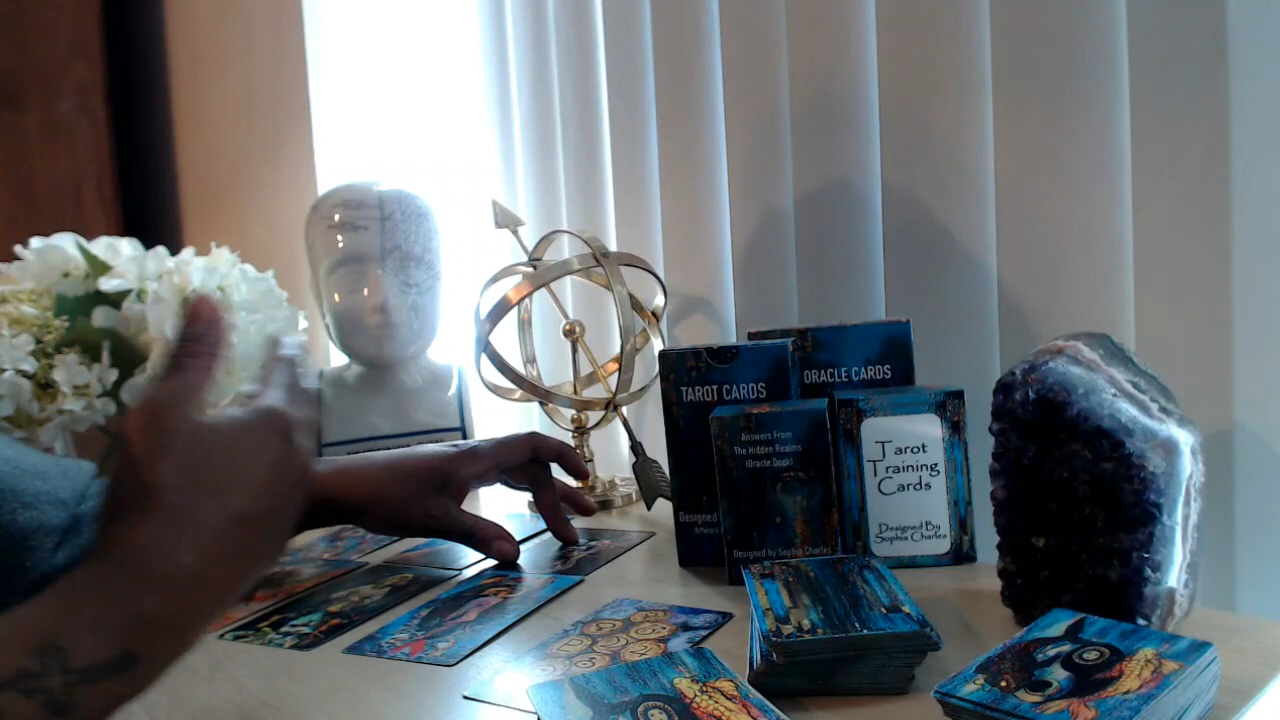 TAROT CARDS
ORACLE CARDS
Answers From
The Hidden Realms
(Oracle Deck)
Designed by Sophia Charles
Designed
Artwork
Tarot
Training
Cards
Designed By
Sophia Charles